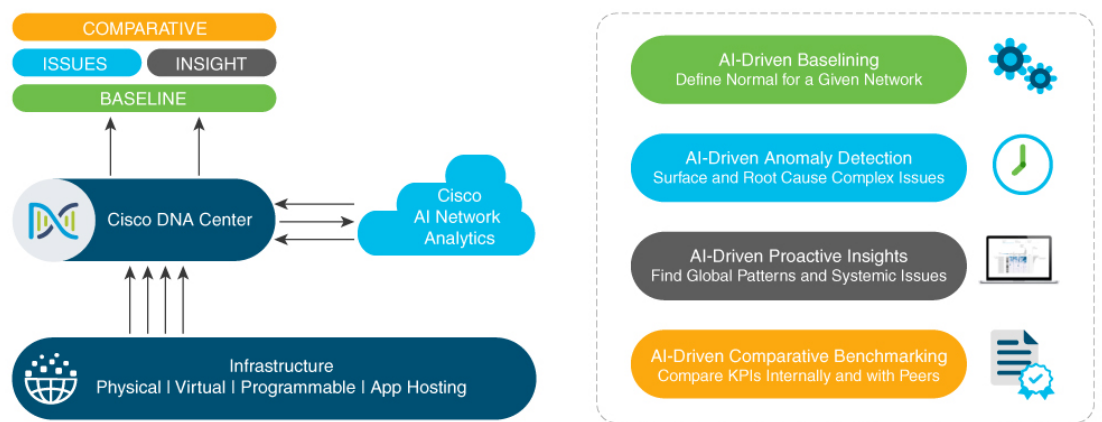 COMPARATIVE
ISSUES
INSIGHT
BASELINE
Cisco DNA Center
Cisco
AI Network
Analytics
Infrastructure
Physical | Virtual | Programmable | App Hosting
AI-Driven Baselining
Define Normal for a Given Network
AI-Driven Anomaly Detection
Surface and Root Cause Complex Issues
AI-Driven Proactive Insights
Find Global Patterns and Systemic Issues
AI-Driven Comparative Benchmarking
Compare KPIs Internally and with Peers